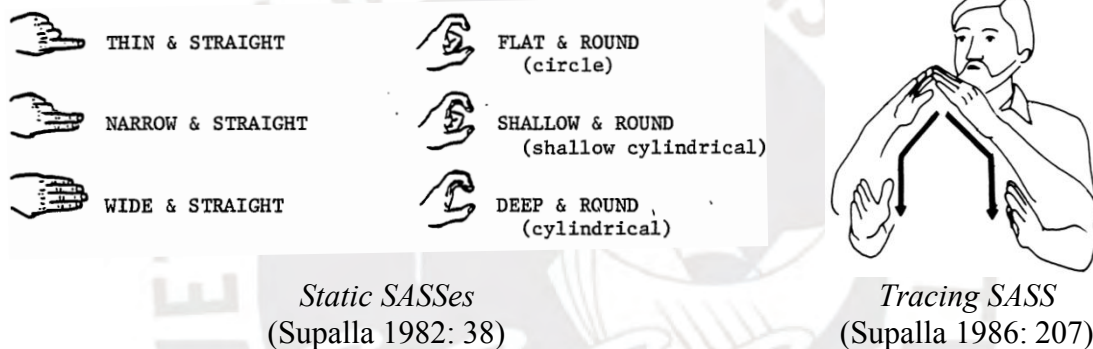 THIN & STRAIGHT
NARROW & STRAIGHT
WIDE & STRAIGHT
FLAT & ROUND
(circle)
SHALLOW & ROUND
(shallow cylindrical)
DEEP & ROUND
(cylindrical)
Static SASSes
(Supalla 1982: 38)
Tracing SASS
(Supalla 1986: 207)